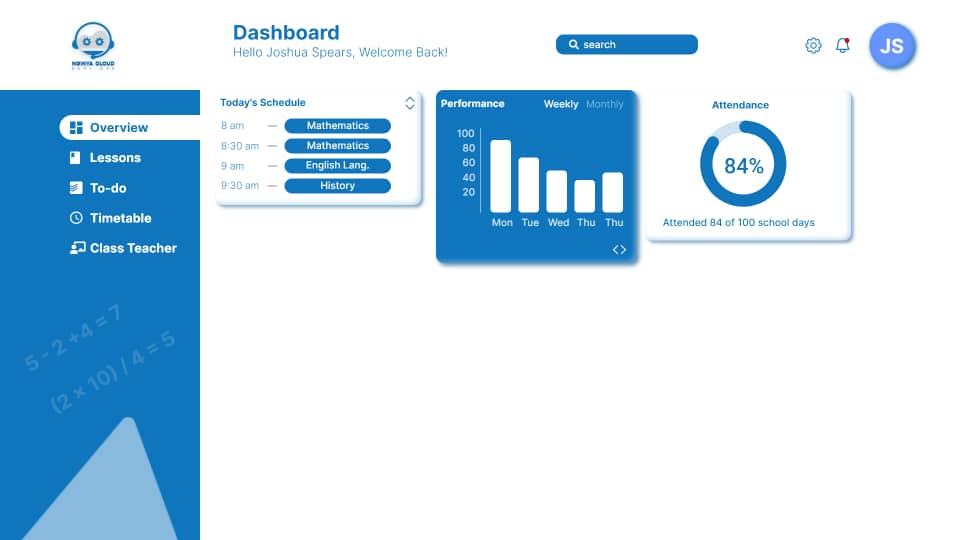 NDINYA CLOUD
Dashboard
Hello Joshua Spears, Welcome Back!
search
JS
Overview
Lessons
To-do
Timetable
Class Teacher
5 - 2 + 4 = 7
(2 × 10) / 4 = 5
Today's Schedule
8 am — Mathematics
8:30 am — Mathematics
9 am — English Lang.
9:30 am — History
Performance Weekly Monthly
100
80
60
40
20
Mon Tue Wed Thu Thu
Attendance
84%
Attended 84 of 100 school days